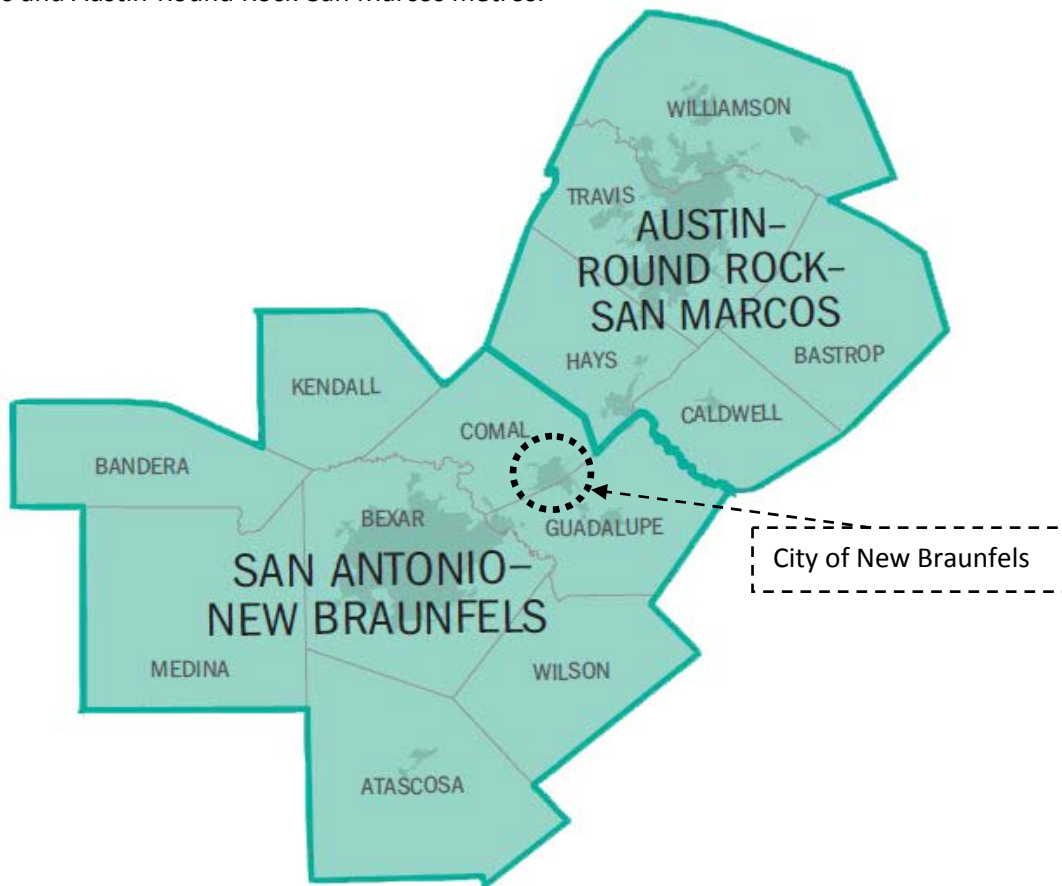 and Austin-Round Rock-San Marcos Metros.
WILLIAMSON
TRAVIS
AUSTIN–
ROUND ROCK–
SAN MARCOS
HAYS
BASTROP
KENDALL
CALDWELL
COMAL
BANDERA
BEXAR
GUADALUPE
City of New Braunfels
SAN ANTONIO–
NEW BRAUNFELS
MEDINA
WILSON
ATASCOSA